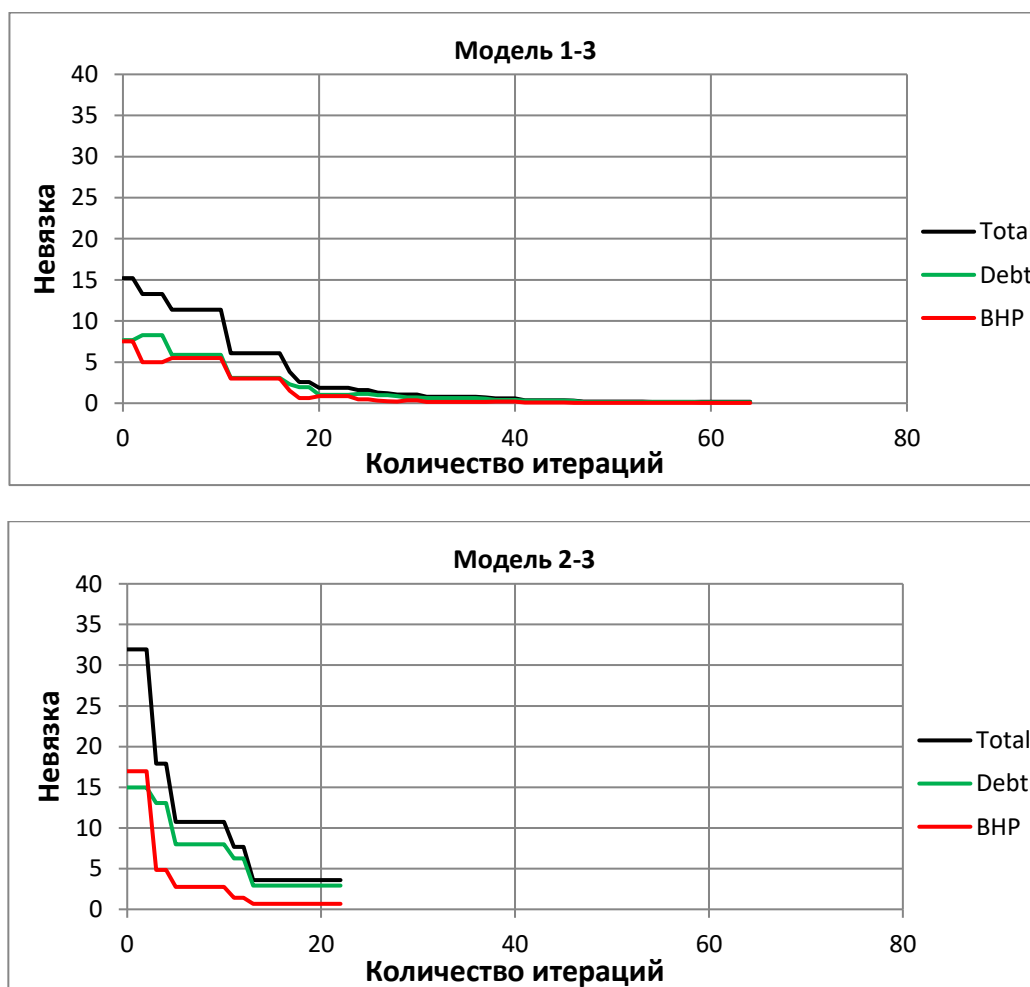 Модель 1-3
40
35
30
25
20
15
10
5
0
Невязка
0 20 40 60 80
Количество итераций
Total
Debt
BHP
Модель 2-3
40
35
30
25
20
15
10
5
0
Невязка
0 20 40 60 80
Количество итераций
Total
Debt
BHP